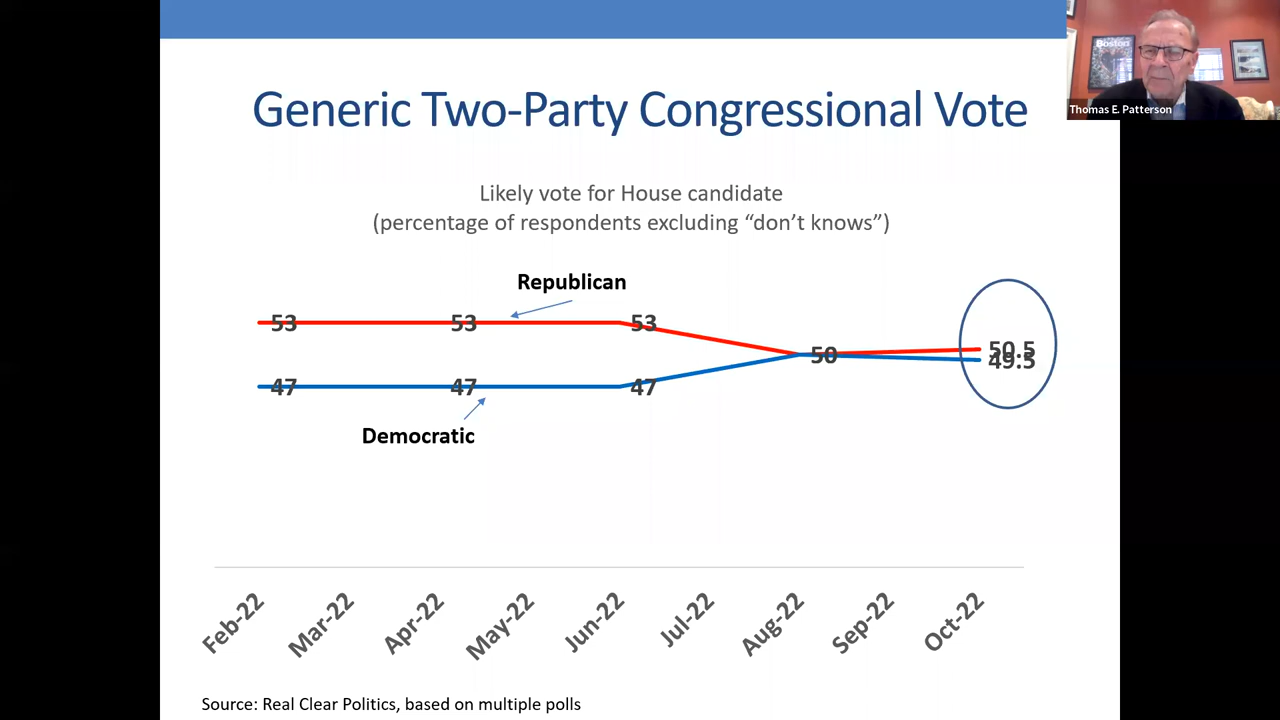 Generic Two-Party Congressional Vote
Boston
Thomas E. Patterson
Likely vote for House candidate
(percentage of respondents excluding “don’t knows”)
Republican
53
53
53
50
50.5
49.5
47
47
47
Democratic
Feb-22
Mar-22
Apr-22
May-22
Jun-22
Jul-22
Aug-22
Sep-22
Oct-22
Source: Real Clear Politics, based on multiple polls